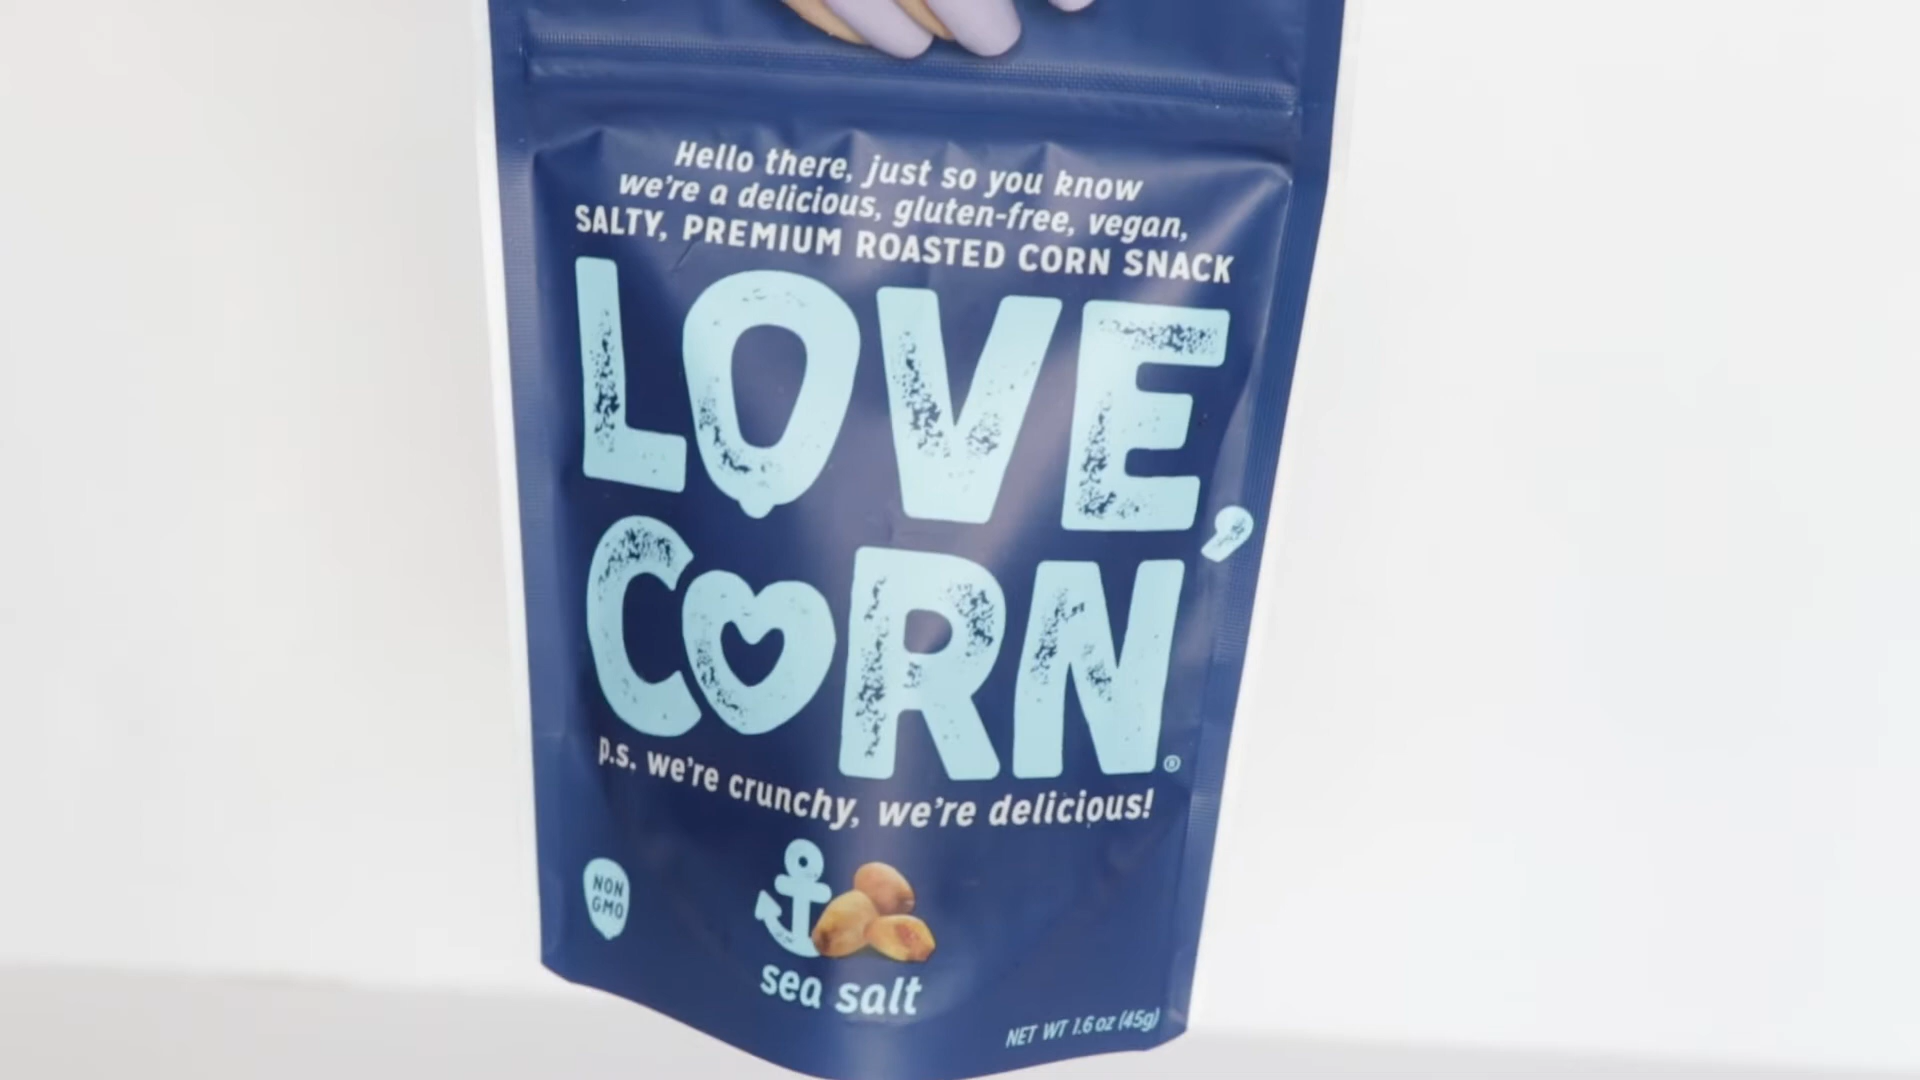 Hello there, just so you know
we're a delicious, gluten-free, vegan,
SALTY, PREMIUM ROASTED CORN SNACK
LOVE,
CORN®
p.s. we're crunchy, we're delicious!
NON
GMO
sea salt
NET WT 1.6 oz (45g)